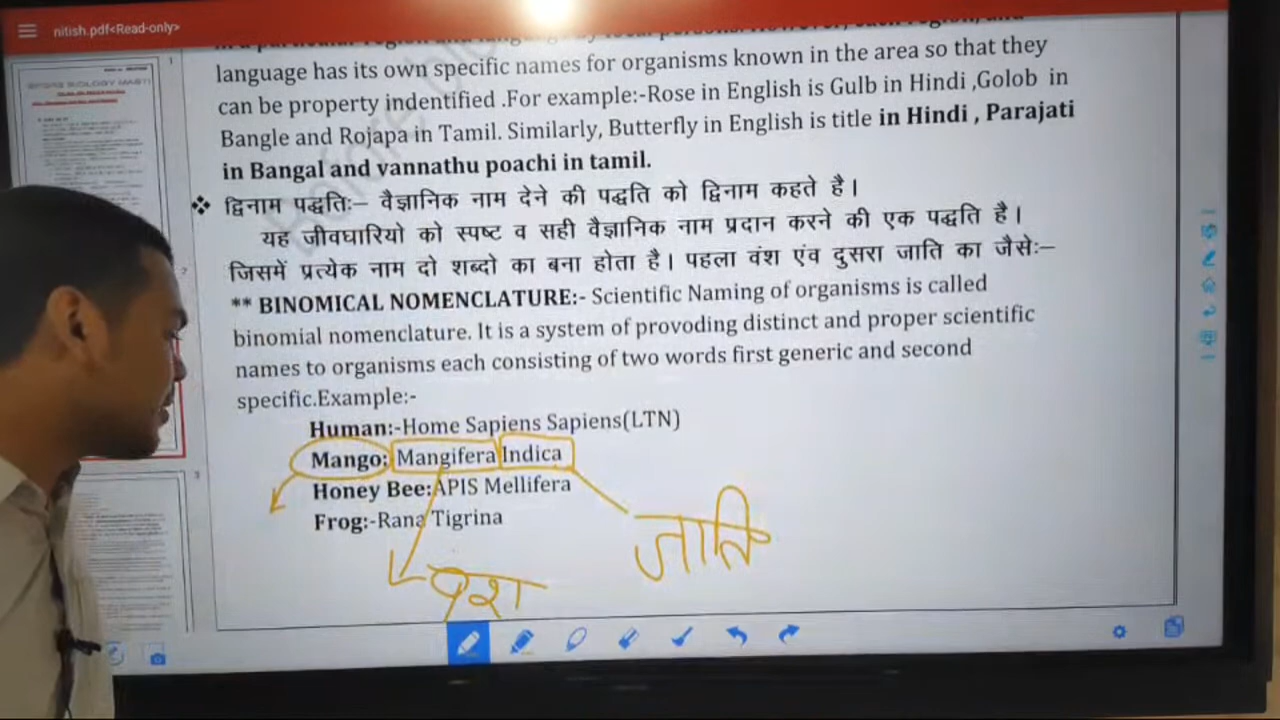 nitish.pdf<Read-only>
language has its own specific names for organisms known in the area so that they
can be property indentified .For example:-Rose in English is Gulb in Hindi ,Golob in
Bangle and Rojapa in Tamil. Similarly, Butterfly in English is title in Hindi , Parajati
in Bangal and vannathu poachi in tamil.
❖ द्विनाम पद्धतिः– वैज्ञानिक नाम देने की पद्धति को द्विनाम कहते है।
यह जीवधारियो को स्पष्ट व सही वैज्ञानिक नाम प्रदान करने की एक पद्धति है।
जिसमें प्रत्येक नाम दो शब्दो का बना होता है। पहला वंश एंव दुसरा जाति का जैसेः–
** BINOMICAL NOMENCLATURE:- Scientific Naming of organisms is called
binomial nomenclature. It is a system of provoding distinct and proper scientific
names to organisms each consisting of two words first generic and second
specific.Example:-
Human:-Home Sapiens Sapiens(LTN)
Mango: Mangifera Indica
Honey Bee:APIS Mellifera
Frog:-Rana Tigrina
जाति
वंश